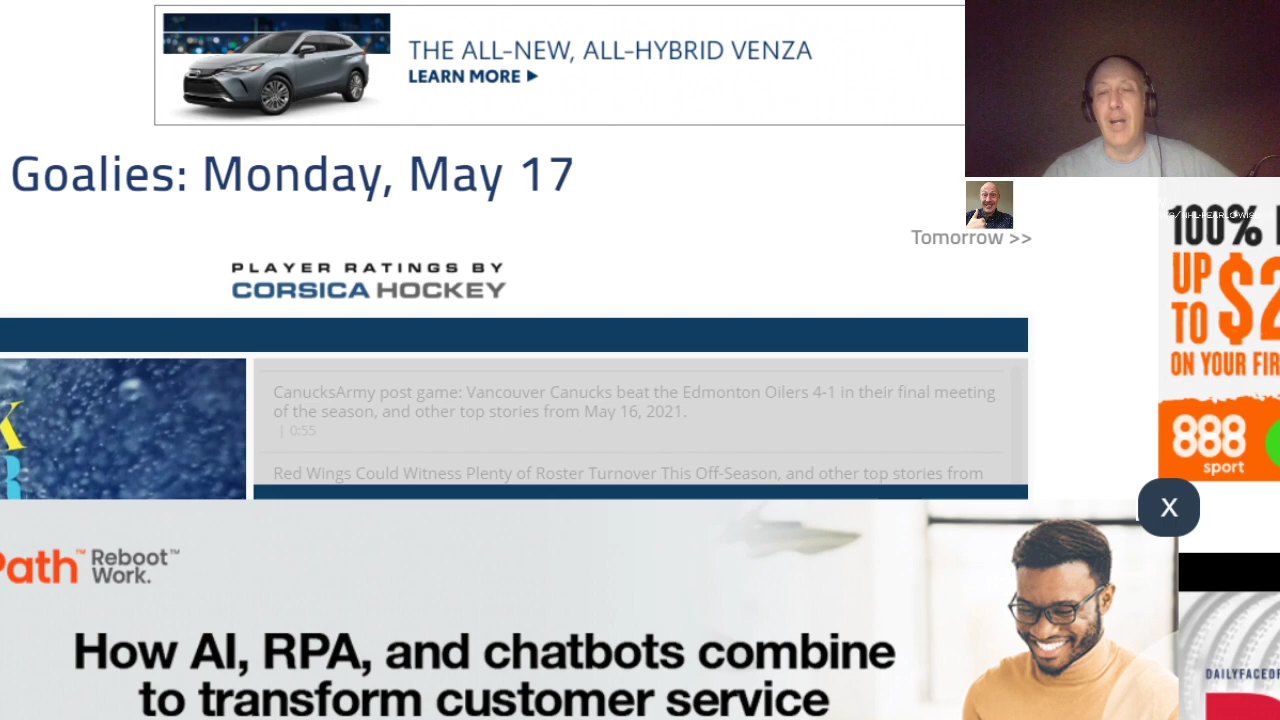 THE ALL-NEW, ALL-HYBRID VENZA
LEARN MORE
Goalies: Monday, May 17
Tomorrow >>
PLAYER RATINGS BY
CORSICA HOCKEY
CanucksArmy post game: Vancouver Canucks beat the Edmonton Oilers 4-1 in their final meeting
of the season, and other top stories from May 16, 2021.
| 0:55
Red Wings Could Witness Plenty of Roster Turnover This Off-Season, and other top stories from
100%
UP
TO $2
ON YOUR FIR
888
sport
X
Path™ Reboot
Work.™
How AI, RPA, and chatbots combine
to transform customer service
DAILYFACEOF